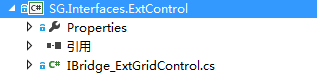 SG.Interfaces.ExtControl
Properties
引用
IBridge_ExtGridControl.cs